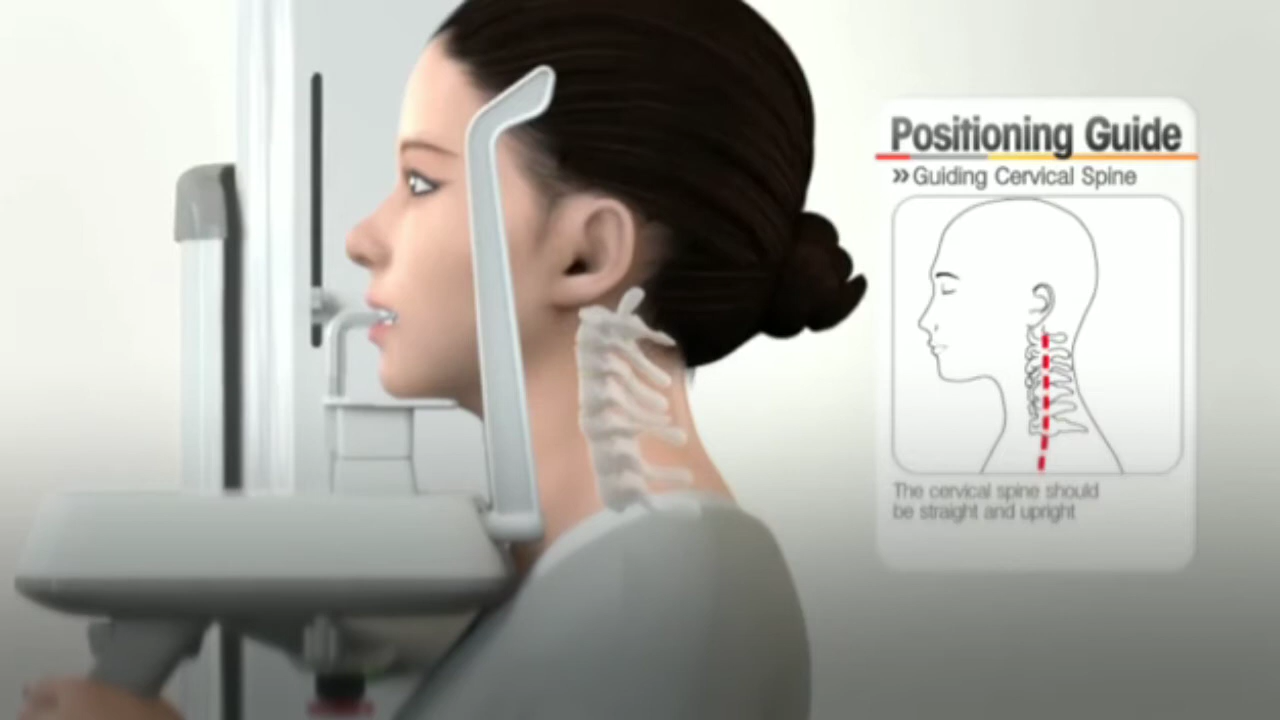 Positioning Guide
» Guiding Cervical Spine
The cervical spine should
be straight and upright